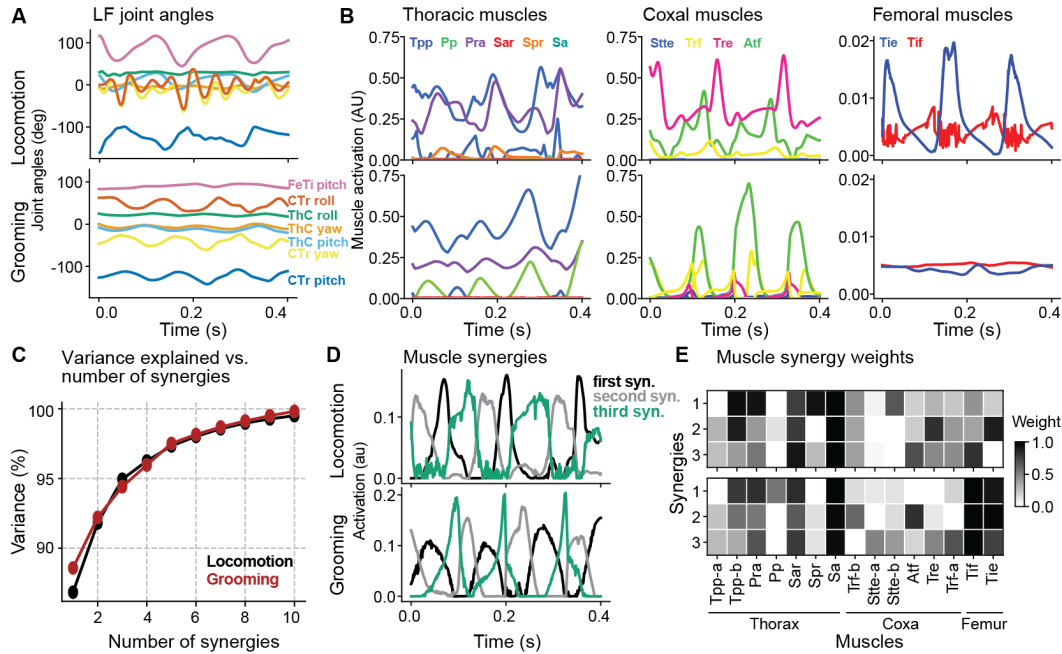 A LF joint angles
Locomotion
Grooming
Joint angles (deg)
100
0
-100
100
0
-100
FeTi pitch
CTr roll
ThC roll
ThC yaw
ThC pitch
CTr yaw
CTr pitch
0.0 0.2 0.4
Time (s)
B Thoracic muscles Coxal muscles Femoral muscles
Tpp Pp Pra Sar Spr Sa
Stte Trf Tre Atf
Tie Tif
Muscle activation (AU)
0.75
0.50
0.25
0.00
0.75
0.50
0.25
0.00
0.0 0.2 0.4
Time (s)
0.75
0.50
0.25
0.00
0.75
0.50
0.25
0.00
0.0 0.2 0.4
Time (s)
0.02
0.01
0.00
0.02
0.01
0.00
0.0 0.2 0.4
Time (s)
C Variance explained vs.
number of synergies
Variance (%)
100
95
90
Locomotion
Grooming
2 4 6 8 10
Number of synergies
D Muscle synergies
Locomotion
Grooming
Activation (au)
first syn.
second syn.
third syn.
0.1
0.0
0.2
0.1
0.0
0.0 0.2 0.4
Time (s)
E Muscle synergy weights
Synergies
1
2
3
1
2
3
Weight
1.0
0.5
0.0
Tpp-a
Tpp-b
Pra
Pp
Sar
Spr
Sa
Trf-b
Stte-a
Stte-b
Atf
Tre
Trf-a
Tif
Tie
Thorax Coxa Femur
Muscles